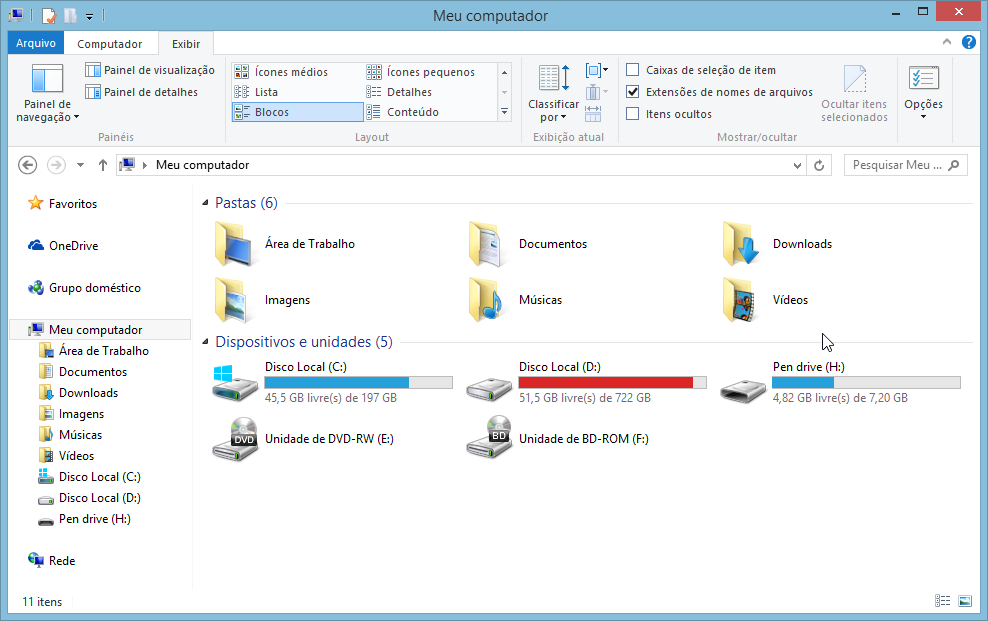 Meu computador
Arquivo
Computador
Exibir
Painel de navegação
Painel de visualização
Painel de detalhes
Painéis
Ícones médios
Ícones pequenos
Lista
Detalhes
Blocos
Conteúdo
Layout
Classificar por
Exibição atual
Caixas de seleção de item
Extensões de nomes de arquivos
Itens ocultos
Ocultar itens selecionados
Mostrar/ocultar
Opções
Meu computador
Pesquisar Meu ...
Favoritos
OneDrive
Grupo doméstico
Meu computador
Área de Trabalho
Documentos
Downloads
Imagens
Músicas
Vídeos
Disco Local (C:)
Disco Local (D:)
Pen drive (H:)
Rede
Pastas (6)
Área de Trabalho
Documentos
Downloads
Imagens
Músicas
Vídeos
Dispositivos e unidades (5)
Disco Local (C:)
45,5 GB livre(s) de 197 GB
Disco Local (D:)
51,5 GB livre(s) de 722 GB
Pen drive (H:)
4,82 GB livre(s) de 7,20 GB
DVD
Unidade de DVD-RW (E:)
BD
Unidade de BD-ROM (F:)
11 itens